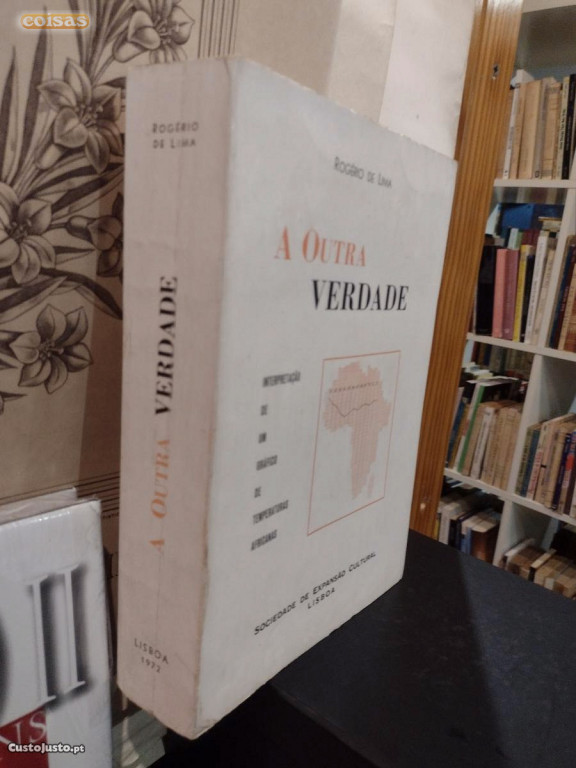 coisas
ROGÉRIO
DE LIMA
A OUTRA VERDADE
LISBOA
1972
ROGÉRIO DE LIMA
A OUTRA
VERDADE
INTERPRETAÇÃO
DE
UM
GRÁFICO
DE
TEMPERATURAS
AFRICANAS
SOCIEDADE DE EXPANSÃO CULTURAL
LISBOA
II
CustoJusto.pt